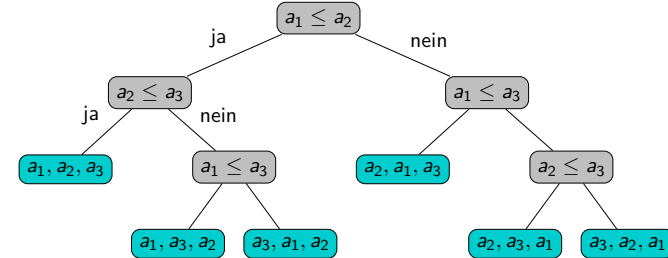 a₁ ≤ a₂
ja
nein
a₂ ≤ a₃
a₁ ≤ a₃
ja
nein
a₁, a₂, a₃
a₁ ≤ a₃
a₂, a₁, a₃
a₂ ≤ a₃
a₁, a₃, a₂
a₃, a₁, a₂
a₂, a₃, a₁
a₃, a₂, a₁